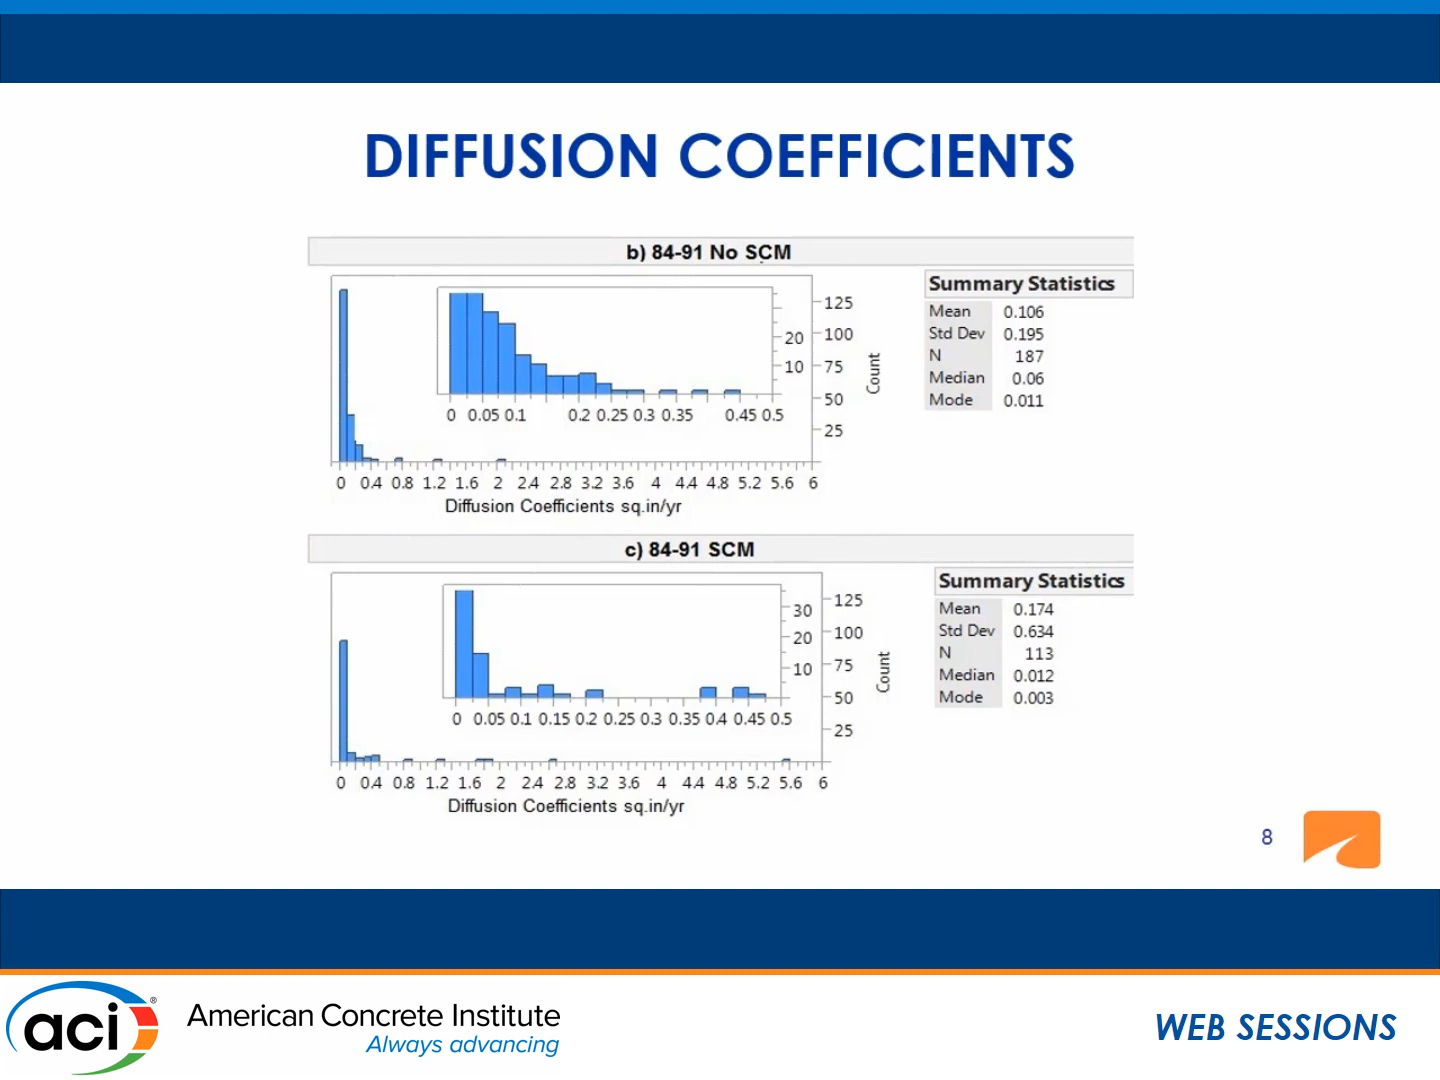 DIFFUSION COEFFICIENTS
b) 84-91 No SCM
Summary Statistics
Mean 0.106
Std Dev 0.195
N 187
Median 0.06
Mode 0.011
125
100
75
50
25
Count
20
10
0 0.05 0.1 0.2 0.25 0.3 0.35 0.45 0.5
0 0.4 0.8 1.2 1.6 2 2.4 2.8 3.2 3.6 4 4.4 4.8 5.2 5.6 6
Diffusion Coefficients sq.in/yr
c) 84-91 SCM
Summary Statistics
Mean 0.174
Std Dev 0.634
N 113
Median 0.012
Mode 0.003
125
100
75
50
25
Count
30
20
10
0 0.05 0.1 0.15 0.2 0.25 0.3 0.35 0.4 0.45 0.5
0 0.4 0.8 1.2 1.6 2 2.4 2.8 3.2 3.6 4 4.4 4.8 5.2 5.6 6
Diffusion Coefficients sq.in/yr
8
aci®
American Concrete Institute
Always advancing
WEB SESSIONS